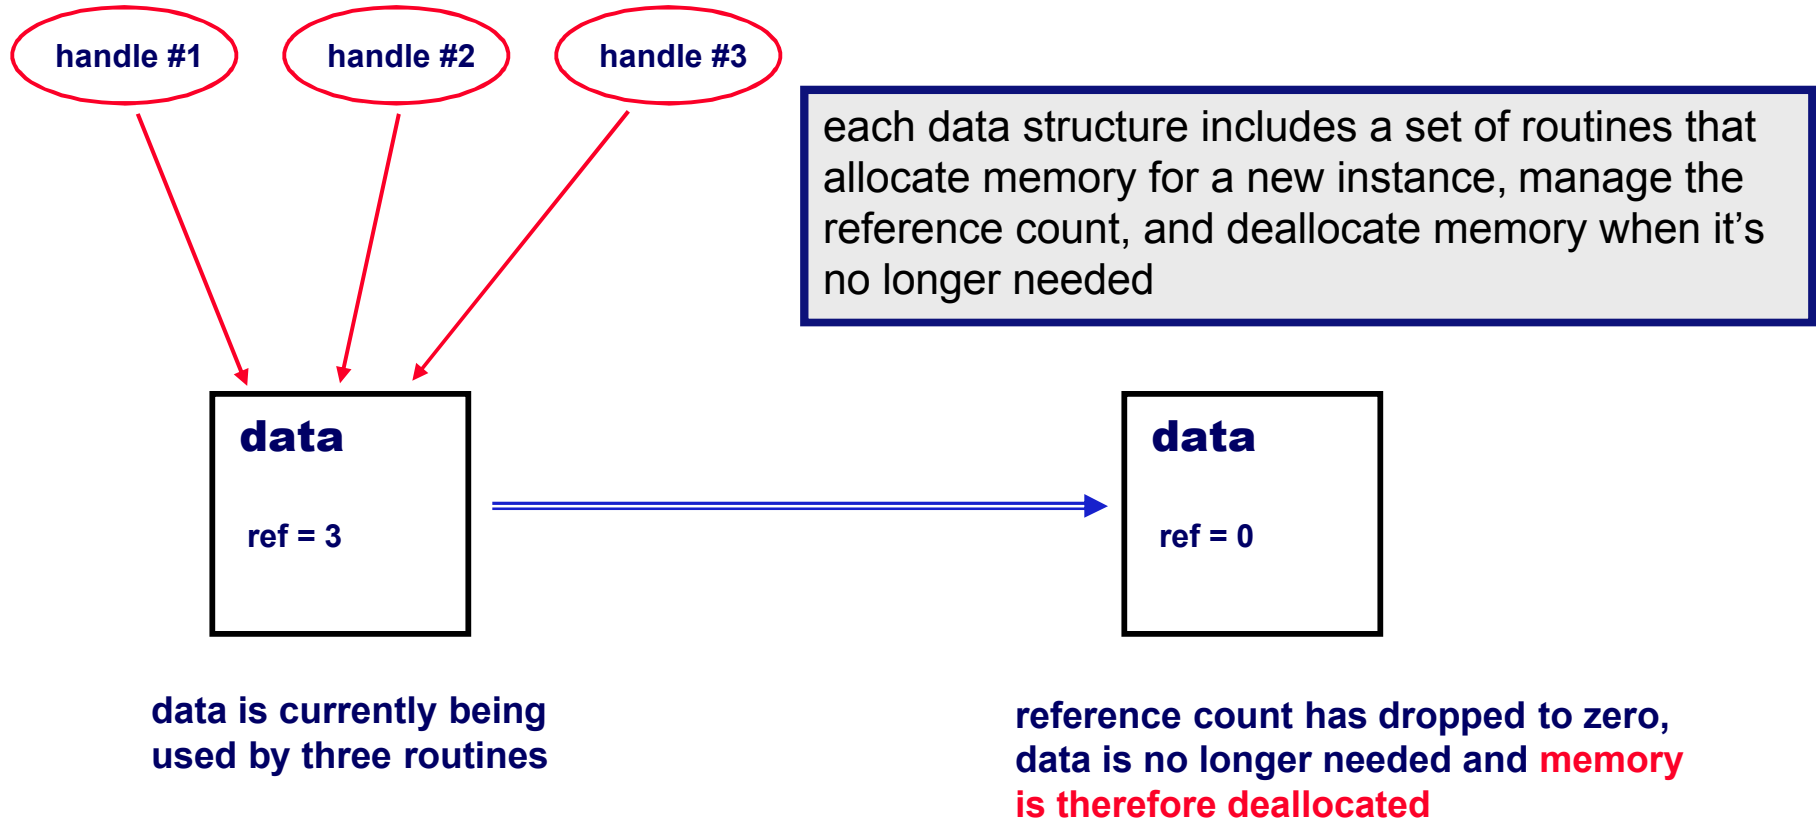 handle #1
handle #2
handle #3
each data structure includes a set of routines that
allocate memory for a new instance, manage the
reference count, and deallocate memory when it’s
no longer needed
data
ref = 3
data
ref = 0
data is currently being
used by three routines
reference count has dropped to zero,
data is no longer needed and memory
is therefore deallocated